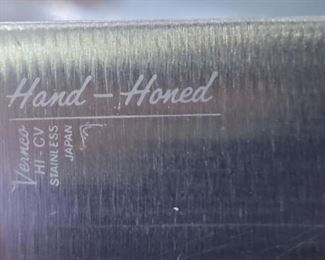 Hand - Honed
Vernco
HI-CV
STAINLESS
JAPAN